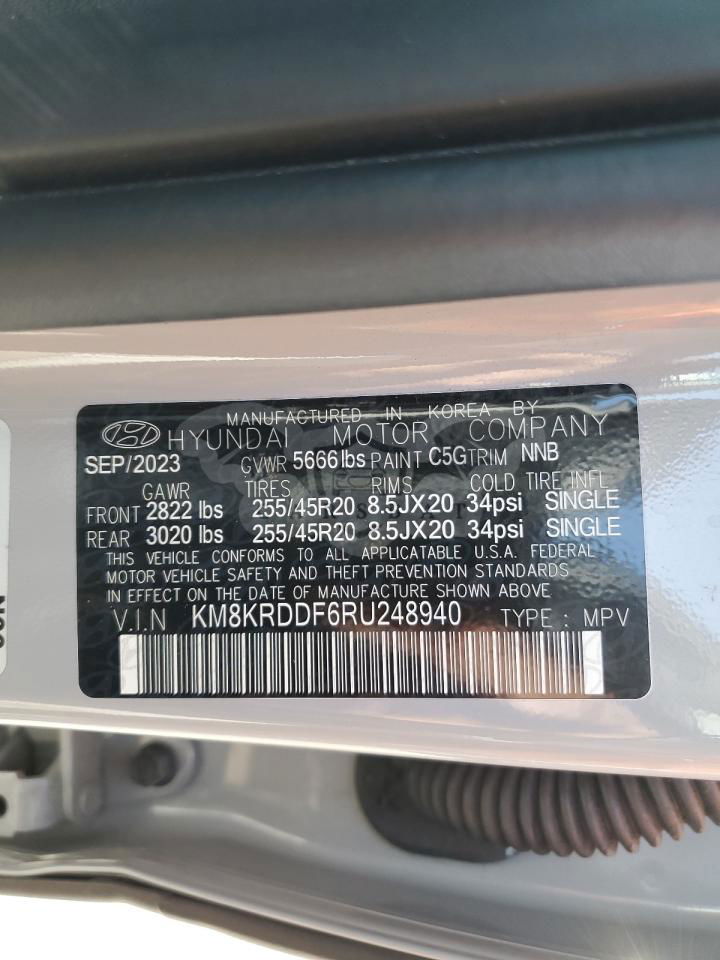 MANUFACTURED IN KOREA BY
HYUNDAI MOTOR COMPANY
SEP/2023 GVWR 5666lbs PAINT C5G TRIM NNB
GAWR TIRES RIMS COLD TIRE INFL
FRONT 2822 lbs 255/45R20 8.5JX20 34psi SINGLE
REAR 3020 lbs 255/45R20 8.5JX20 34psi SINGLE
THIS VEHICLE CONFORMS TO ALL APPLICATABLE U.S.A. FEDERAL
MOTOR VEHICLE SAFETY AND THEFT PREVENTION STANDARDS
IN EFFECT ON THE DATE OF MANUFACTURE SHOWN ABOVE
V.I.N KM8KRDDF6RU248940 TYPE : MPV